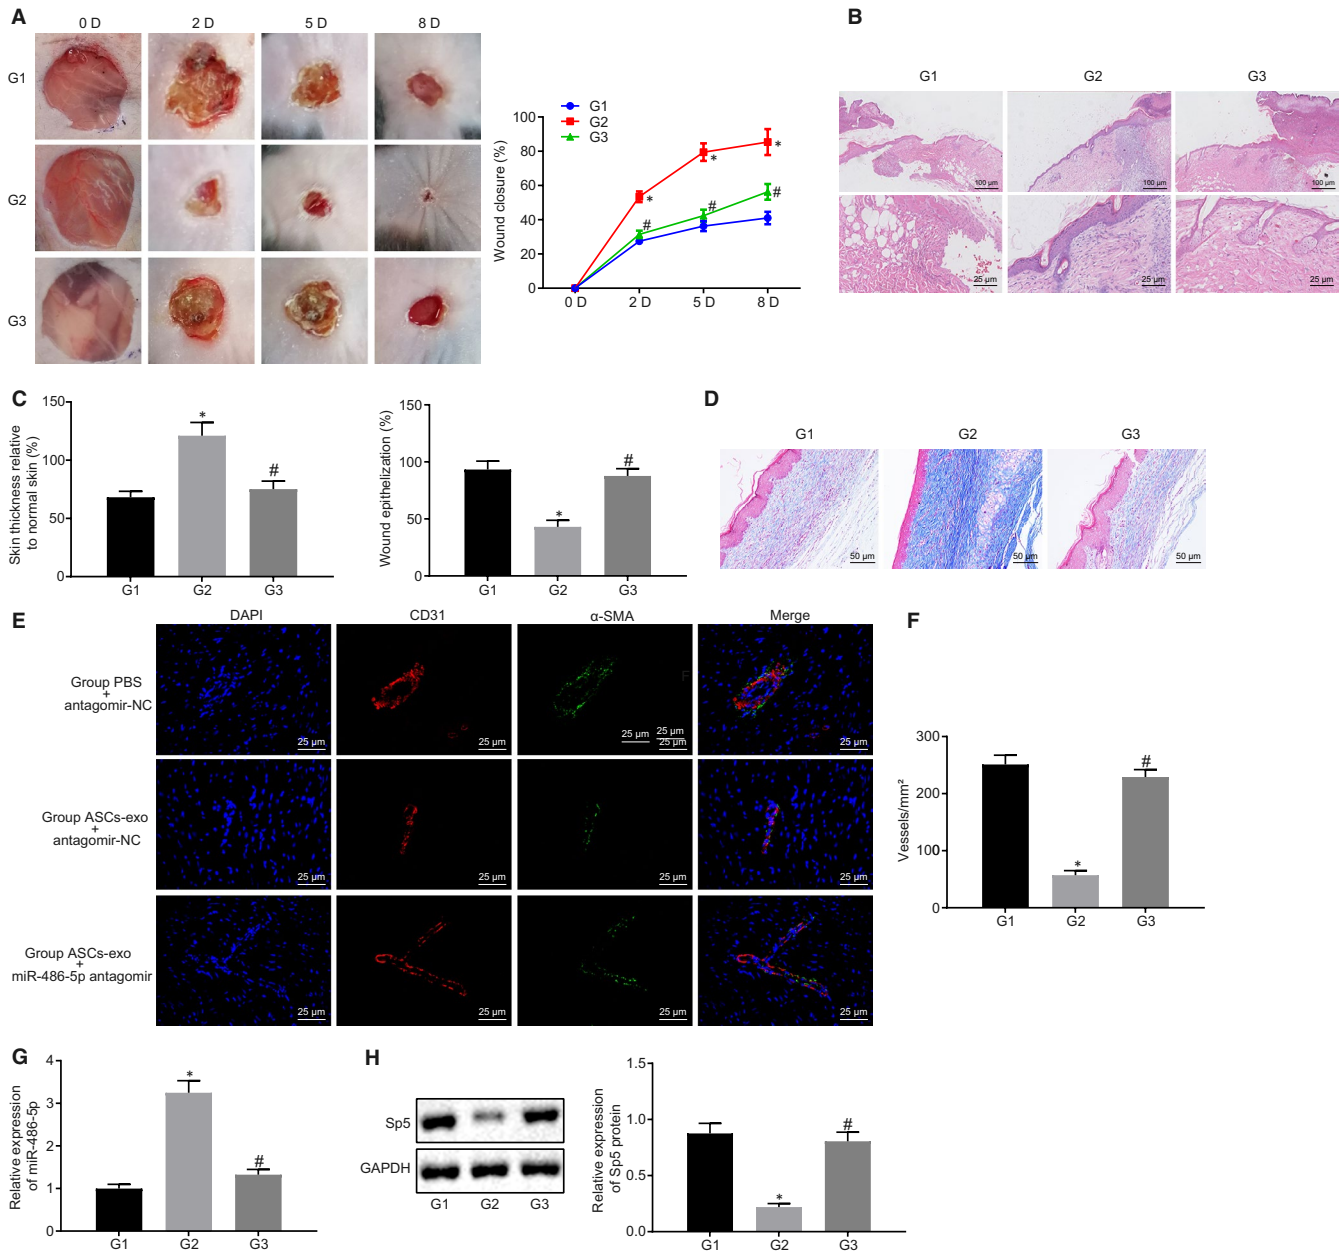 A
0 D
2 D
5 D
8 D
G1
G2
G3
G1
G2
G3
Wound closure (%)
100
80
60
40
20
0
0 D
2 D
5 D
8 D
*
*
*
#
#
#
B
G1
G2
G3
100 µm
100 µm
100 µm
25 µm
25 µm
25 µm
C
Skin thickness relative
to normal skin (%)
150
100
50
0
*
#
G1
G2
G3
Wound epithelization (%)
150
100
50
0
*
#
G1
G2
G3
D
G1
G2
G3
50 µm
50 µm
50 µm
E
DAPI
CD31
α-SMA
Merge
Group PBS
+
antagomir-NC
25 µm
25 µm
25 µm
25 µm
25 µm
25 µm
Group ASCs-exo
+
antagomir-NC
25 µm
25 µm
25 µm
25 µm
Group ASCs-exo
+
miR-486-5p antagomir
25 µm
25 µm
25 µm
25 µm
F
Vessels/mm²
300
200
100
0
*
#
G1
G2
G3
G
Relative expression
of miR-486-5p
4
3
2
1
0
*
#
G1
G2
G3
H
Sp5
GAPDH
G1
G2
G3
Relative expression
of Sp5 protein
1.5
1.0
0.5
0.0
*
#
G1
G2
G3